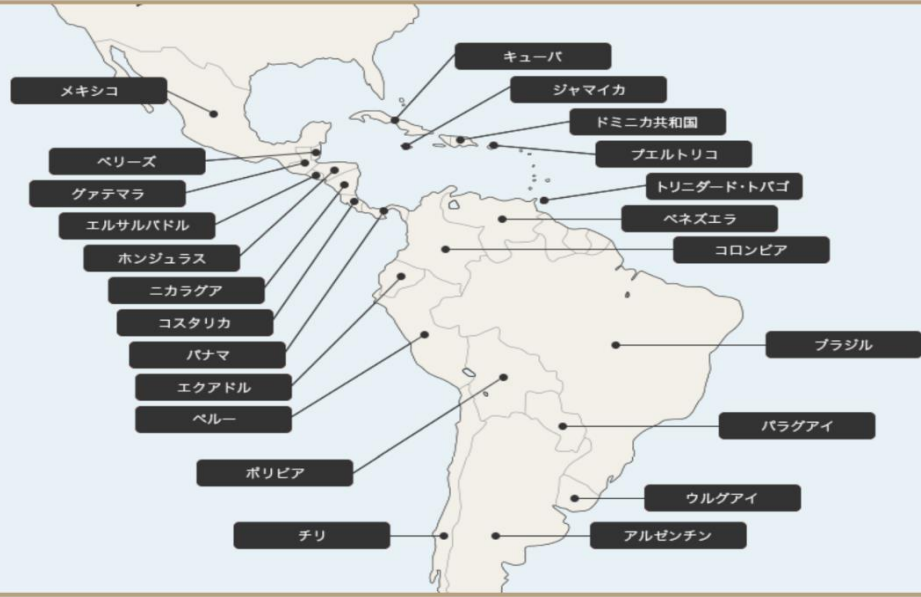 キューバ
メキシコ
ジャマイカ
ドミニカ共和国
プエルトリコ
ベリーズ
グァテマラ
トリニダード・トバゴ
エルサルバドル
ベネズエラ
ホンジュラス
コロンビア
ニカラグア
コスタリカ
パナマ
ブラジル
エクアドル
ペルー
パラグアイ
ボリビア
ウルグアイ
チリ
アルゼンチン